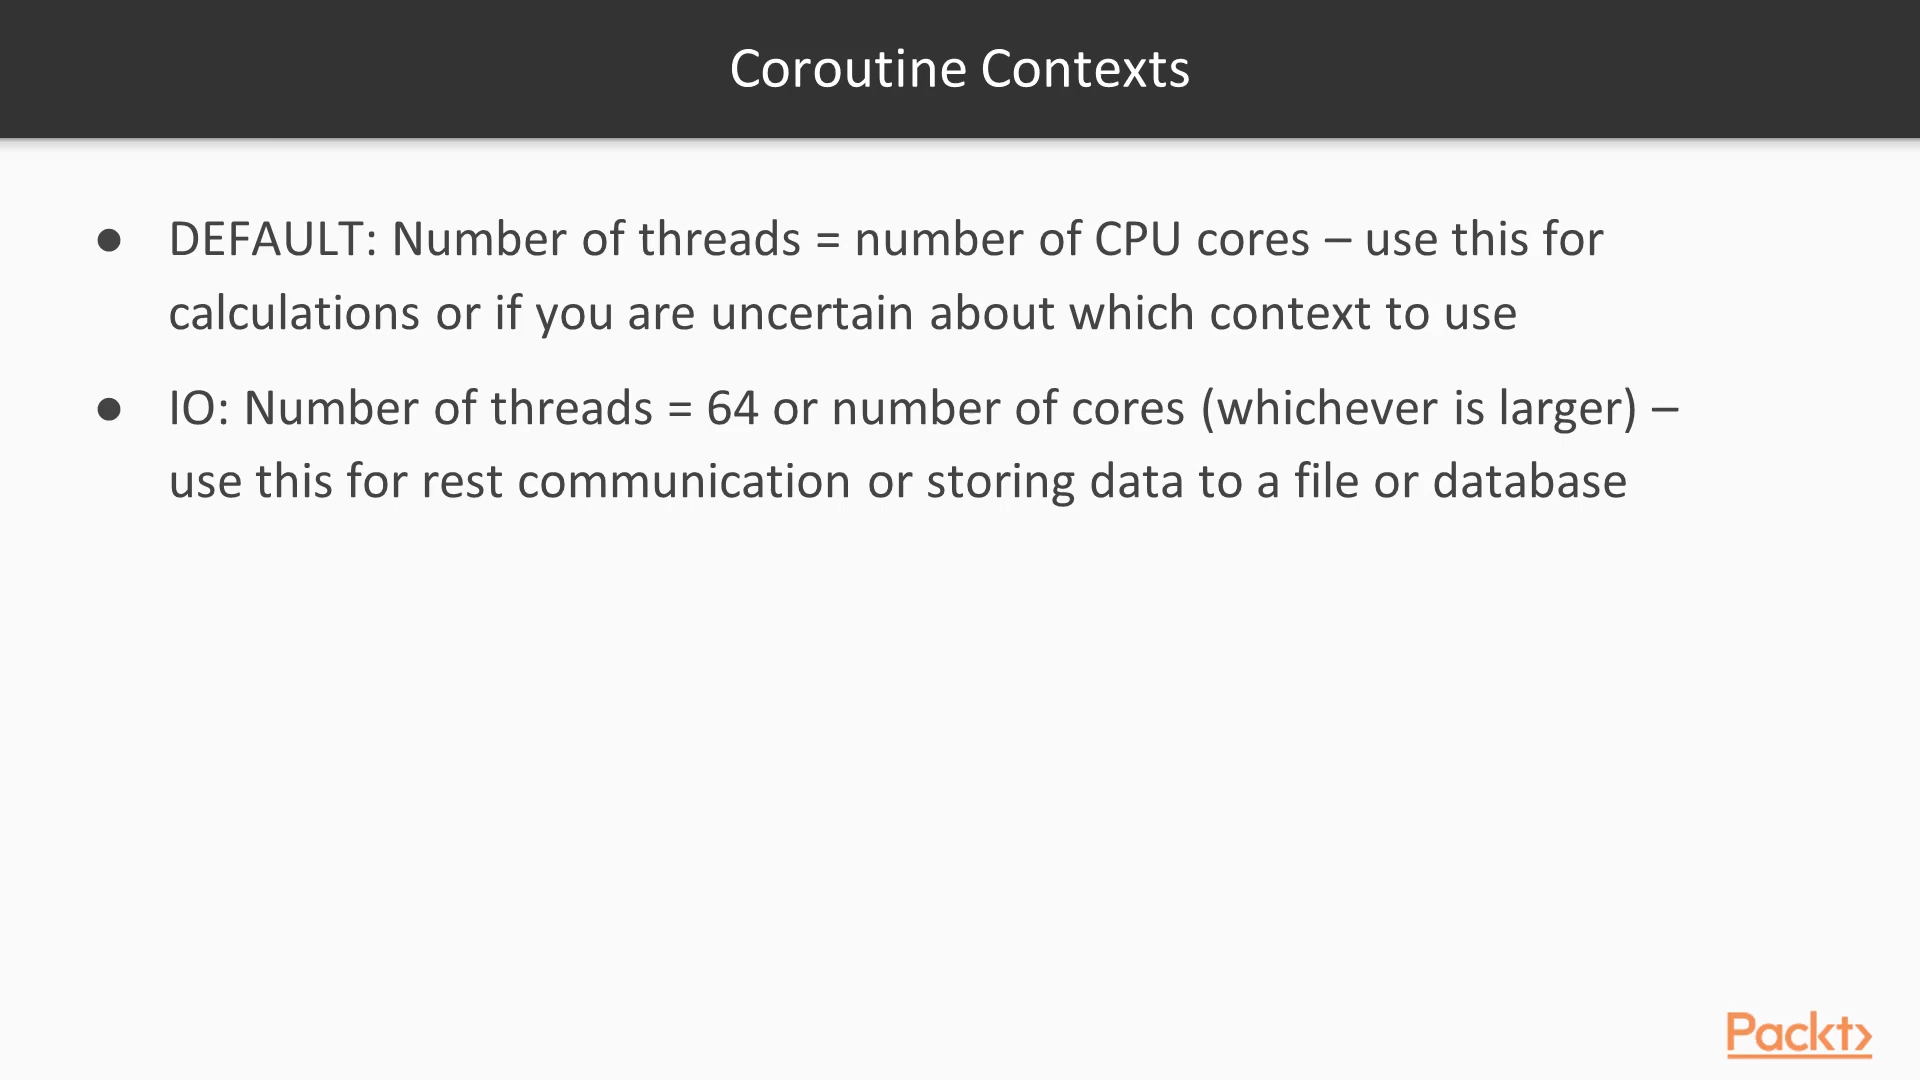 Coroutine Contexts
● DEFAULT: Number of threads = number of CPU cores – use this for
calculations or if you are uncertain about which context to use
● IO: Number of threads = 64 or number of cores (whichever is larger) –
use this for rest communication or storing data to a file or database
Packt>